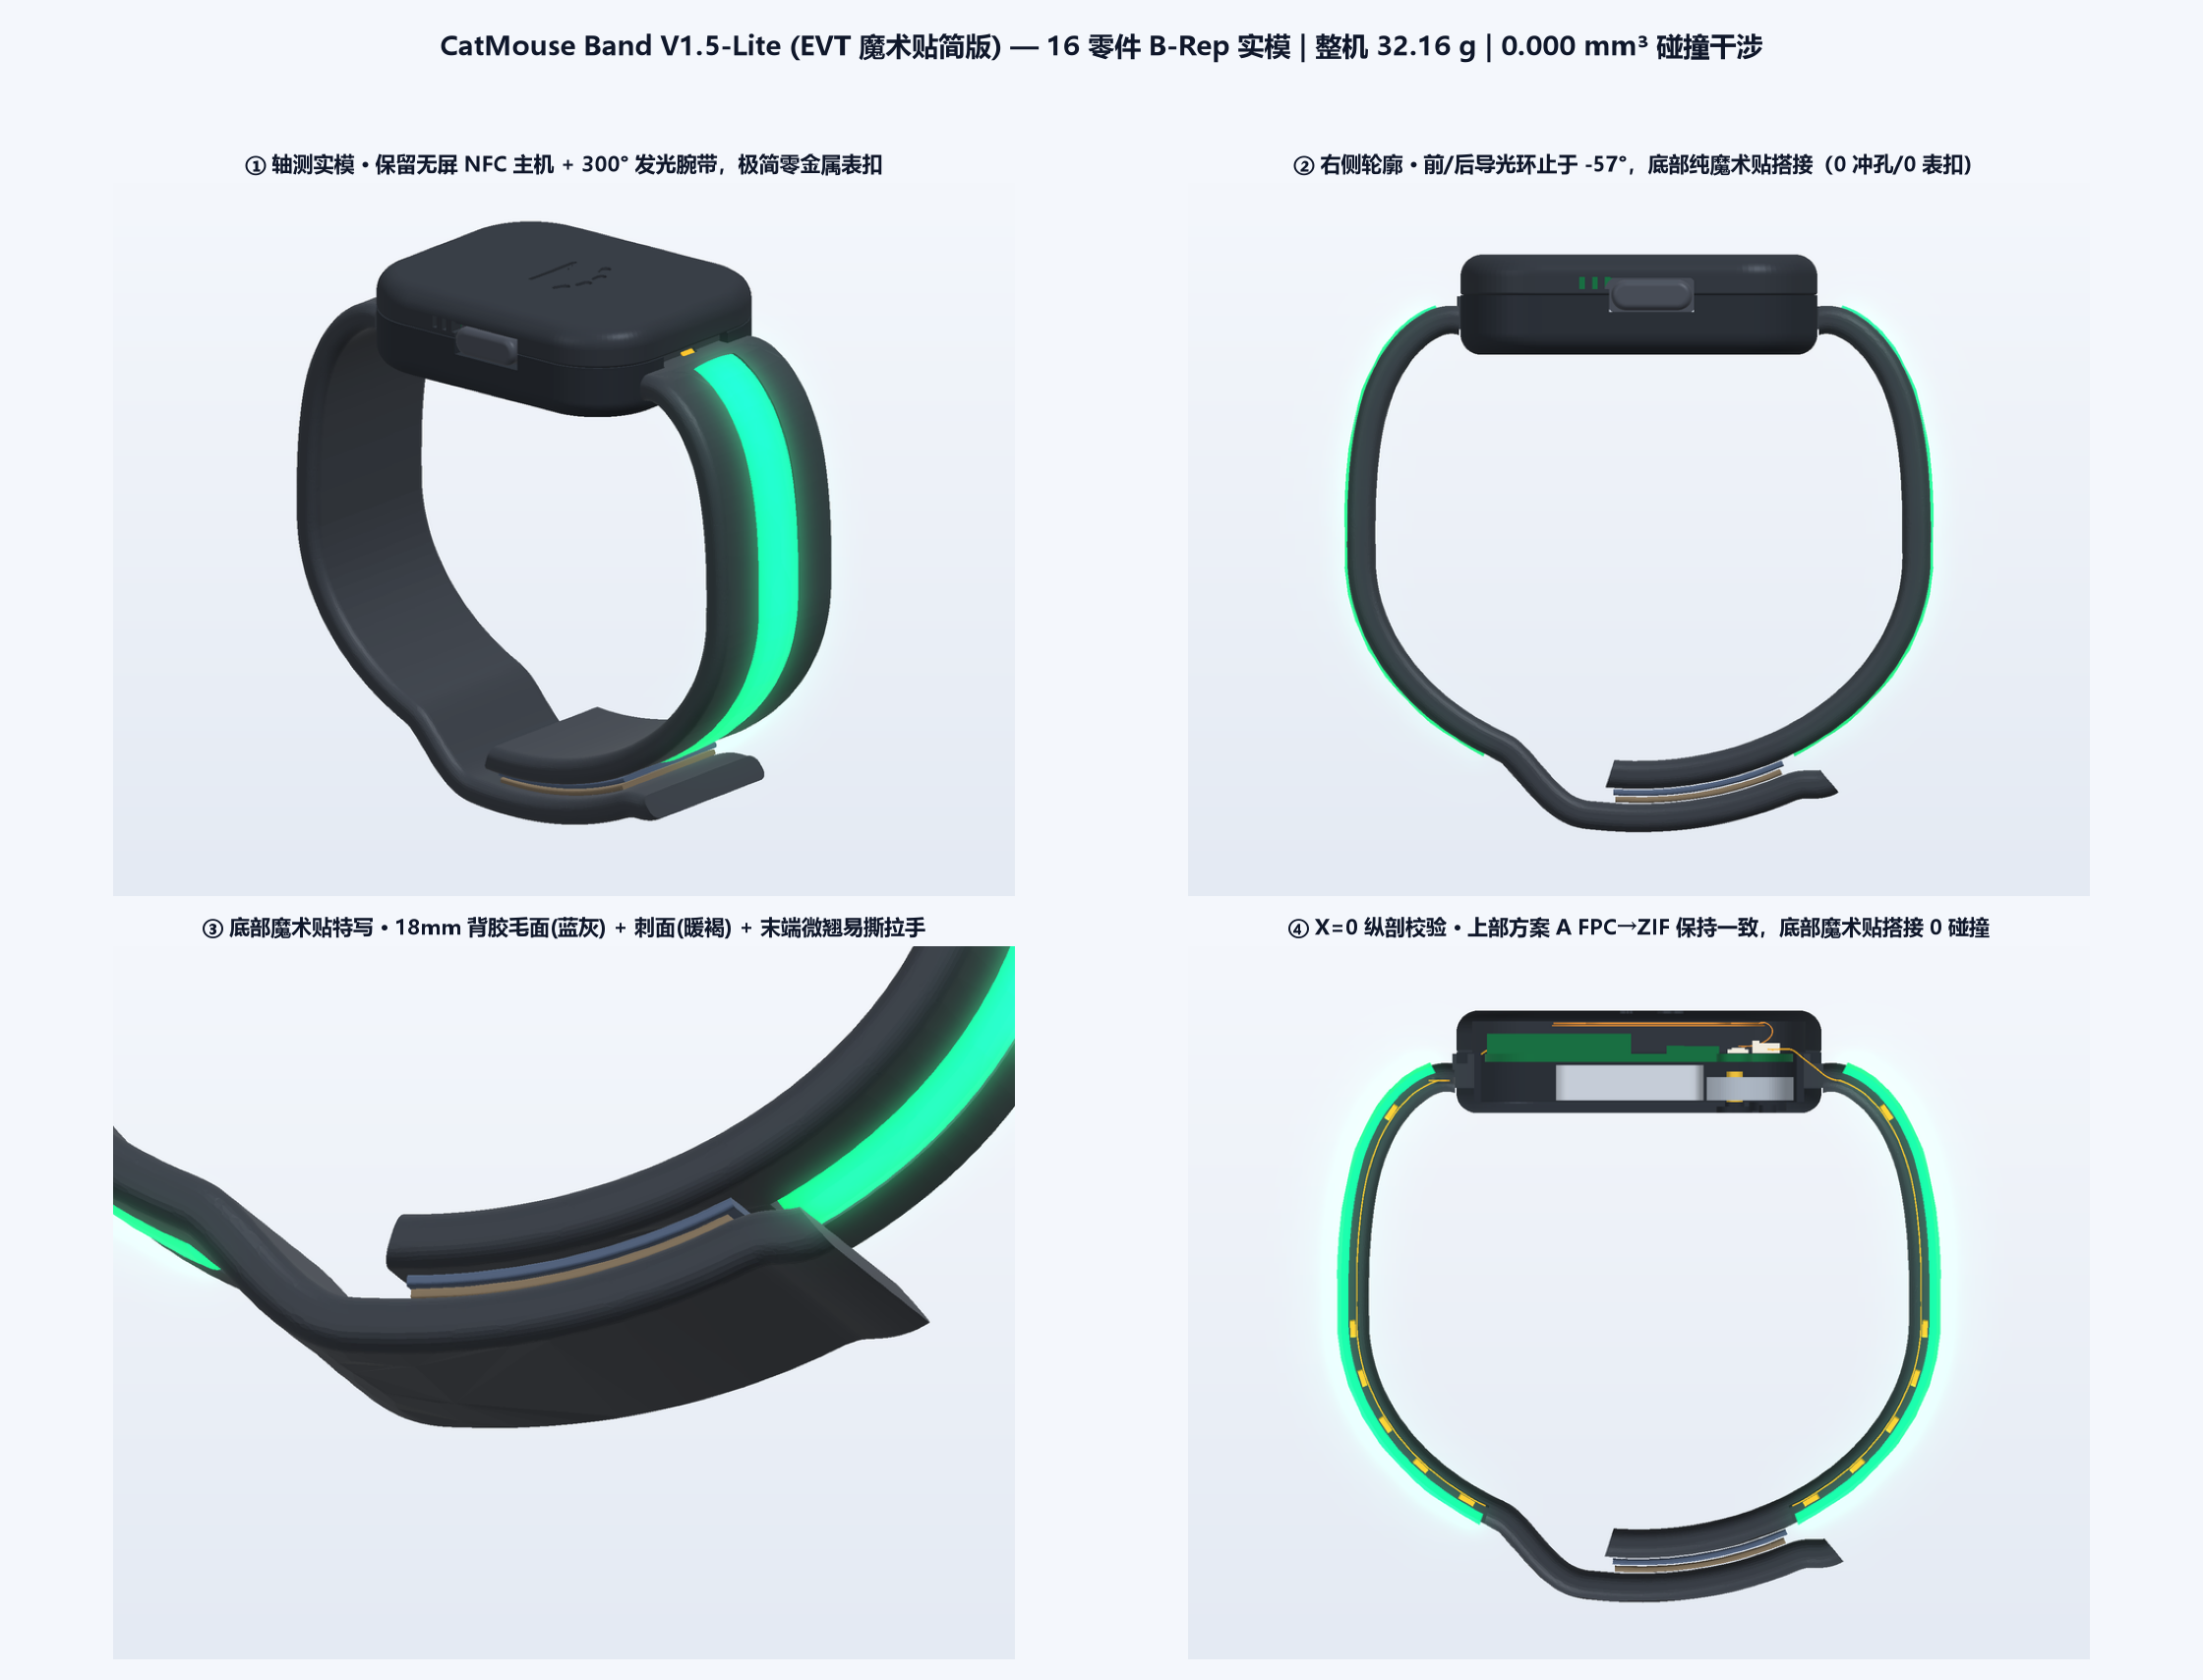 CatMouse Band V1.5-Lite (EVT 魔术贴简版) — 16 零件 B-Rep 实模 | 整机 32.16 g | 0.000 mm³ 碰撞干涉
① 轴测实模 • 保留无屏 NFC 主机 + 300° 发光腕带，极简零金属表扣
② 右侧轮廓 • 前/后导光环止于 -57°，底部纯魔术贴搭接（0 冲孔/0 表扣）
③ 底部魔术贴特写 • 18mm 背胶毛面(蓝灰) + 刺面(暖褐) + 末端微翘易撕拉手
④ X=0 纵剖校验 • 上部方案 A FPC→ZIF 保持一致，底部魔术贴搭接 0 碰撞